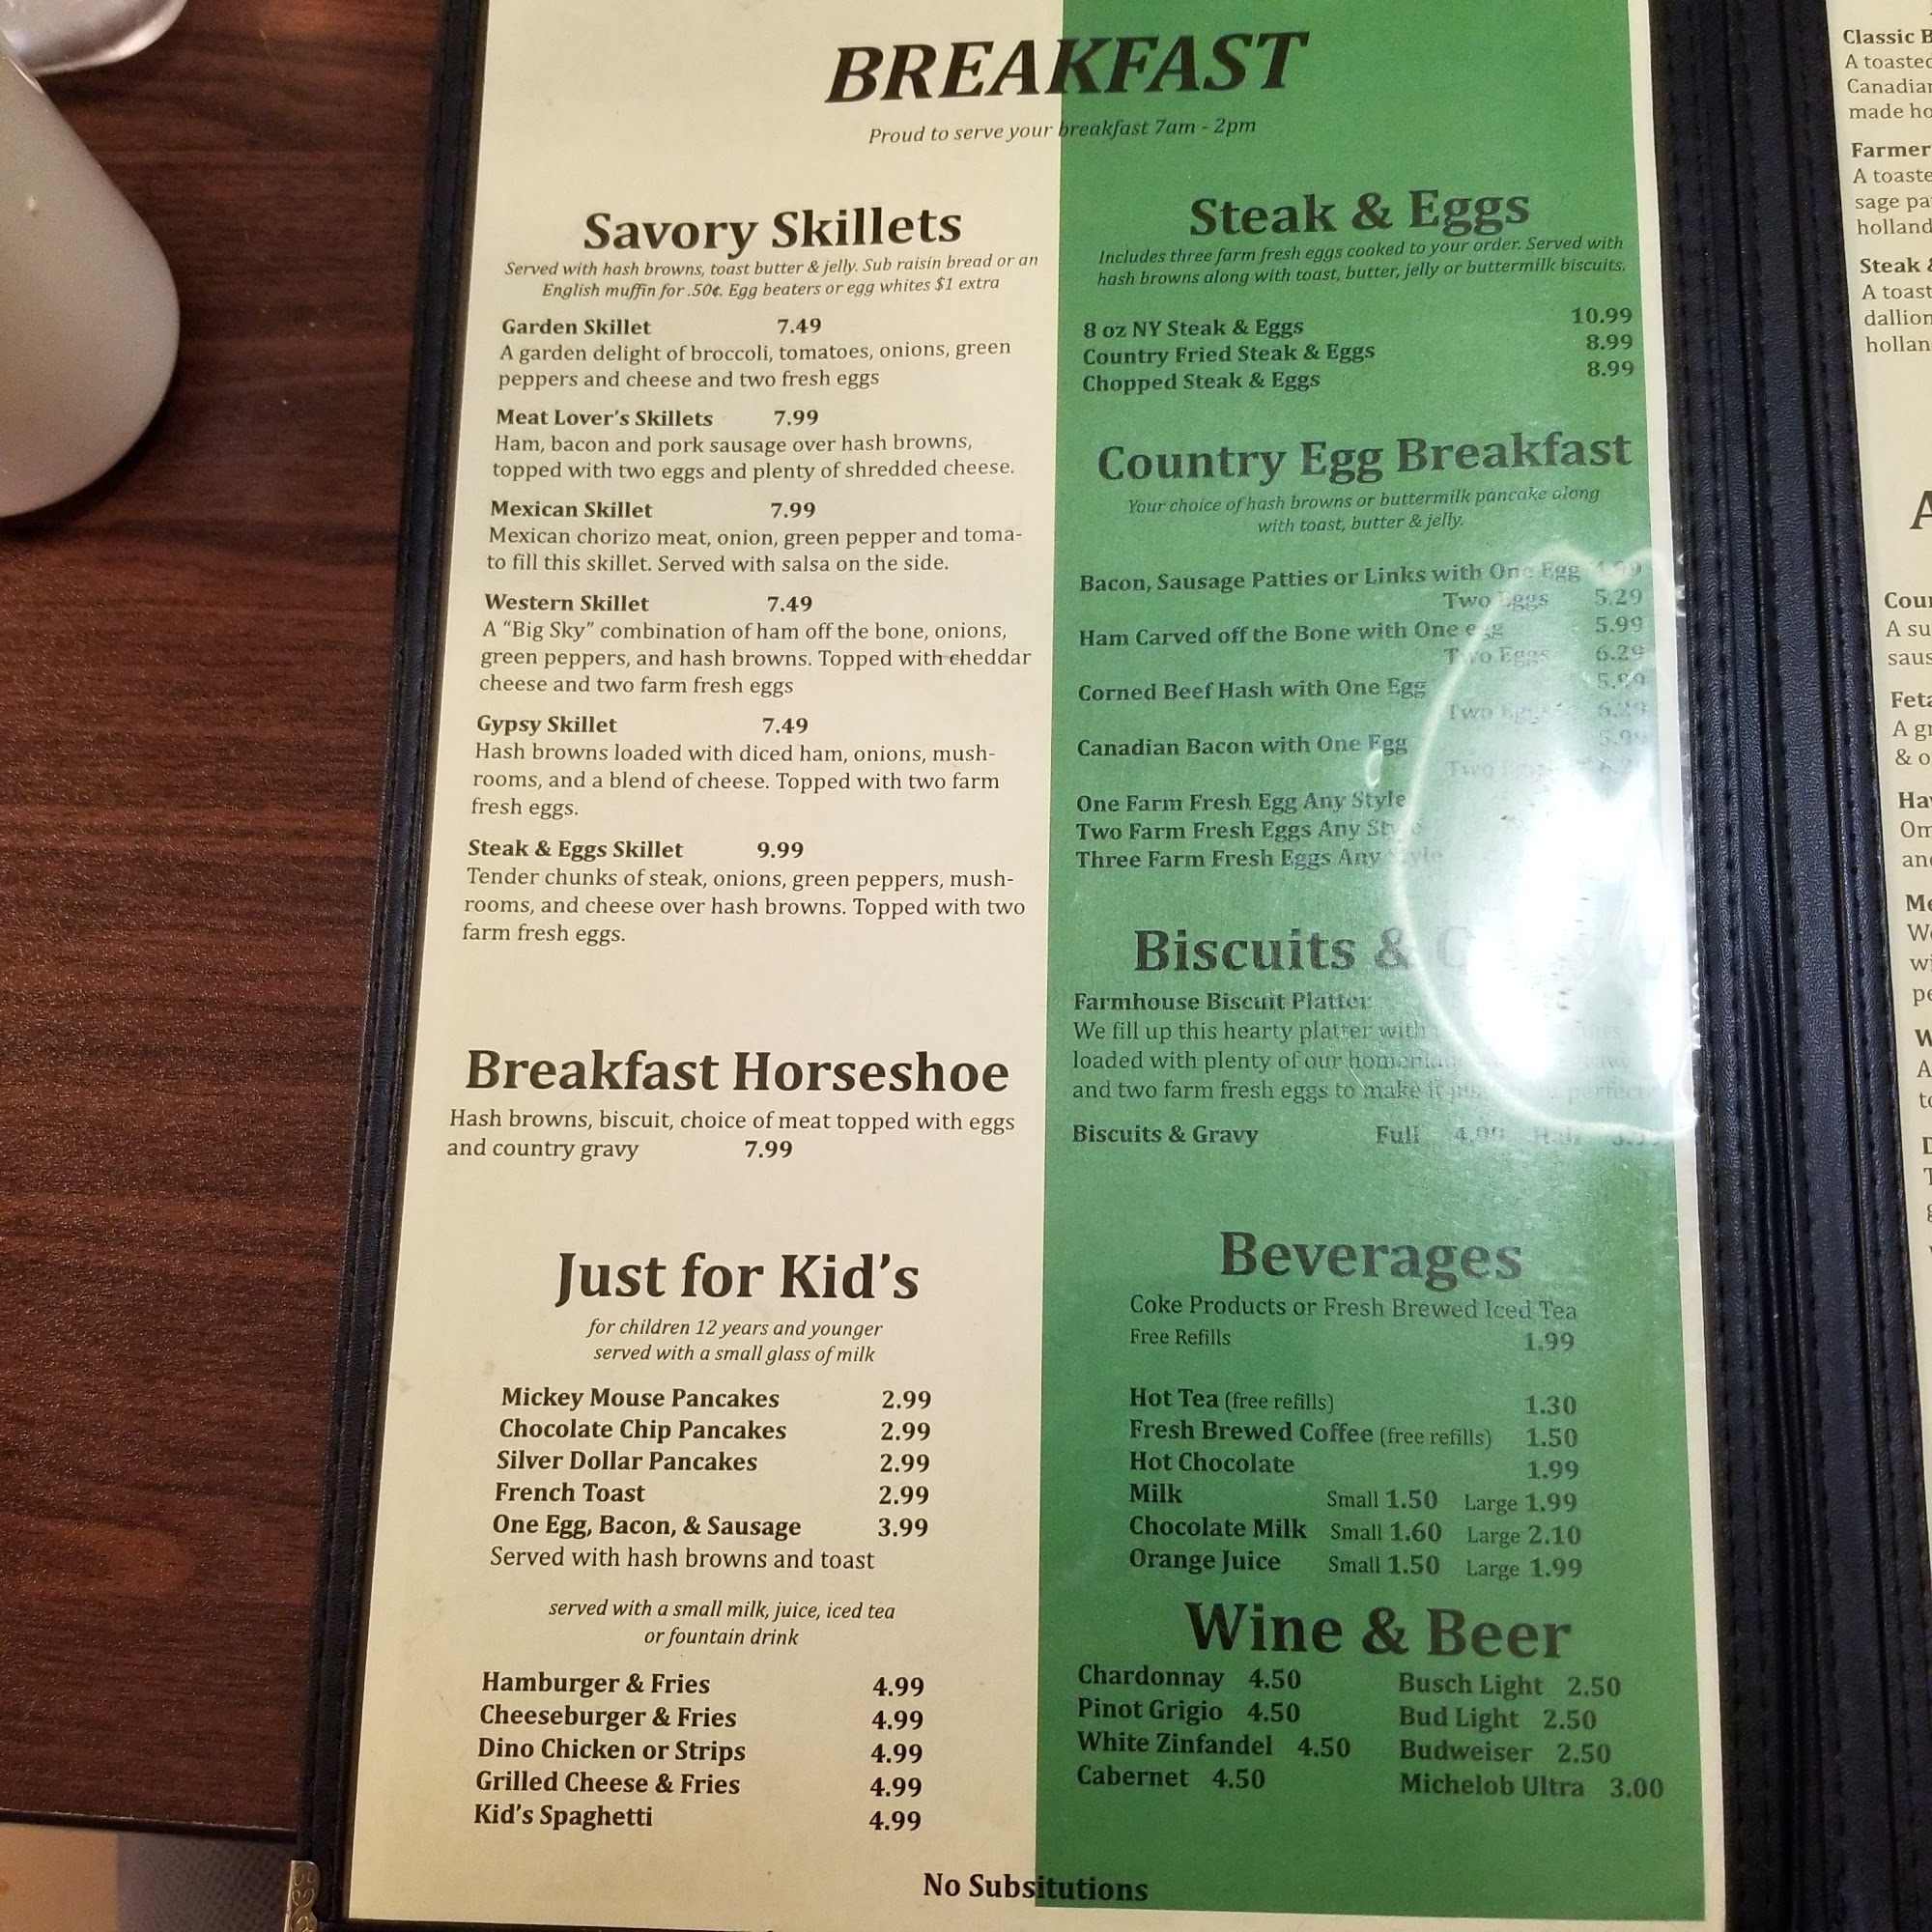 BREAKFAST
Proud to serve your breakfast 7am - 2pm
Savory Skillets
Served with hash browns, toast butter & jelly. Sub raisin bread or an
English muffin for .50¢. Egg beaters or egg whites $1 extra
Garden Skillet 7.49
A garden delight of broccoli, tomatoes, onions, green
peppers and cheese and two fresh eggs
Meat Lover's Skillets 7.99
Ham, bacon and pork sausage over hash browns,
topped with two eggs and plenty of shredded cheese.
Mexican Skillet 7.99
Mexican chorizo meat, onion, green pepper and toma-
to fill this skillet. Served with salsa on the side.
Western Skillet 7.49
A "Big Sky" combination of ham off the bone, onions,
green peppers, and hash browns. Topped with cheddar
cheese and two farm fresh eggs
Gypsy Skillet 7.49
Hash browns loaded with diced ham, onions, mush-
rooms, and a blend of cheese. Topped with two farm
fresh eggs.
Steak & Eggs Skillet 9.99
Tender chunks of steak, onions, green peppers, mush-
rooms, and cheese over hash browns. Topped with two
farm fresh eggs.
Breakfast Horseshoe
Hash browns, biscuit, choice of meat topped with eggs
and country gravy 7.99
Just for Kid's
for children 12 years and younger
served with a small glass of milk
Mickey Mouse Pancakes 2.99
Chocolate Chip Pancakes 2.99
Silver Dollar Pancakes 2.99
French Toast 2.99
One Egg, Bacon, & Sausage 3.99
Served with hash browns and toast
served with a small milk, juice, iced tea
or fountain drink
Hamburger & Fries 4.99
Cheeseburger & Fries 4.99
Dino Chicken or Strips 4.99
Grilled Cheese & Fries 4.99
Kid's Spaghetti 4.99
Steak & Eggs
Includes three farm fresh eggs cooked to your order. Served with
hash browns along with toast, butter, jelly or buttermilk biscuits.
8 oz NY Steak & Eggs 10.99
Country Fried Steak & Eggs 8.99
Chopped Steak & Eggs 8.99
Country Egg Breakfast
Your choice of hash browns or buttermilk pancake along
with toast, butter & jelly.
Bacon, Sausage Patties or Links with One Egg 4.99
Two Eggs 5.29
Ham Carved off the Bone with One egg 5.99
Two Eggs 6.29
Corned Beef Hash with One Egg 5.99
Two Eggs 6.29
Canadian Bacon with One Egg 5.99
Two
One Farm Fresh Egg Any Style
Two Farm Fresh Eggs Any Style
Three Farm Fresh Eggs Any Style
Biscuits &
Farmhouse Biscuit Platter
We fill up this hearty platter with
loaded with plenty of our
and two farm fresh eggs to make it perfect
Biscuits & Gravy Full Half
Beverages
Coke Products or Fresh Brewed Iced Tea
Free Refills 1.99
Hot Tea (free refills) 1.30
Fresh Brewed Coffee (free refills) 1.50
Hot Chocolate 1.99
Milk Small 1.50 Large 1.99
Chocolate Milk Small 1.60 Large 2.10
Orange Juice Small 1.50 Large 1.99
Wine & Beer
Chardonnay 4.50 Busch Light 2.50
Pinot Grigio 4.50 Bud Light 2.50
White Zinfandel 4.50 Budweiser 2.50
Cabernet 4.50 Michelob Ultra 3.00
No Subsitutions
Classic
A toasted
Canadian
made
Farmer
Steak